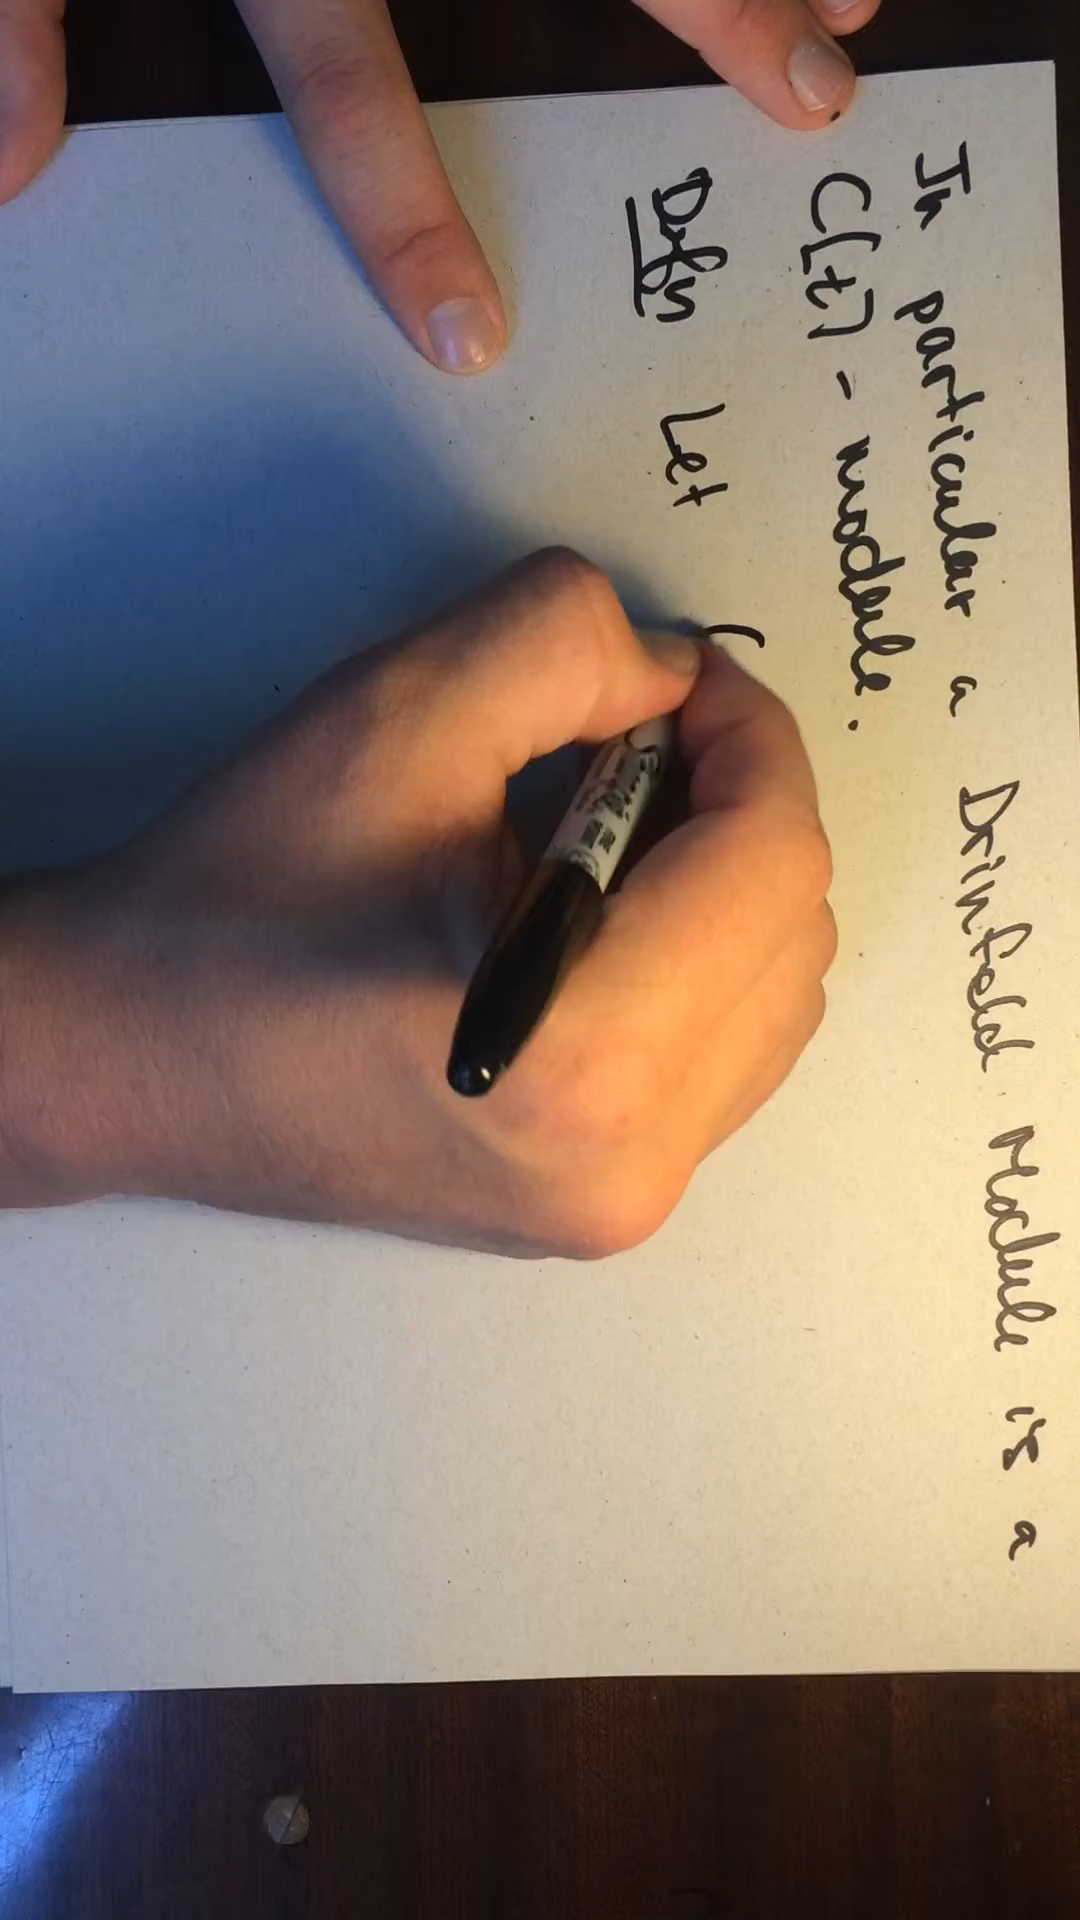 In particular a Drinfeld Module is a
C[t] - module.
Defn Let (